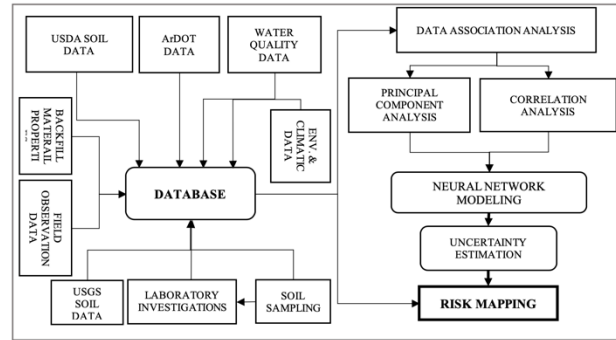 USDA SOIL
DATA
ArDOT
DATA
WATER
QUALITY
DATA
BACKFILL
MATERAIL
PROPERTI
ENV. &
CLIMATIC
DATA
DATABASE
FIELD
OBSERVATION
DATA
USGS
SOIL
DATA
LABORATORY
INVESTIGATIONS
SOIL
SAMPLING
DATA ASSOCIATION ANALYSIS
PRINCIPAL
COMPONENT
ANALYSIS
CORRELATION
ANALYSIS
NEURAL NETWORK
MODELING
UNCERTAINTY
ESTIMATION
RISK MAPPING